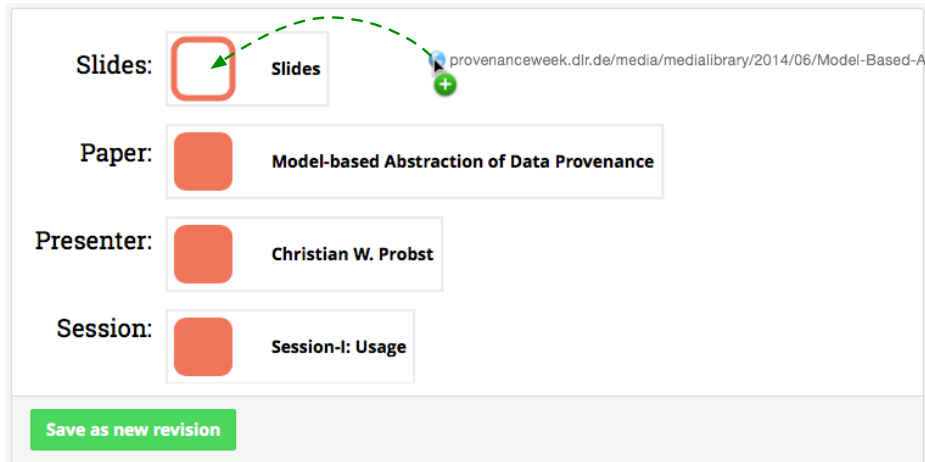 Slides:
Slides
provenanceweek.dlr.de/media/medialibrary/2014/06/Model-Based-A
Paper:
Model-based Abstraction of Data Provenance
Presenter:
Christian W. Probst
Session:
Session-I: Usage
Save as new revision